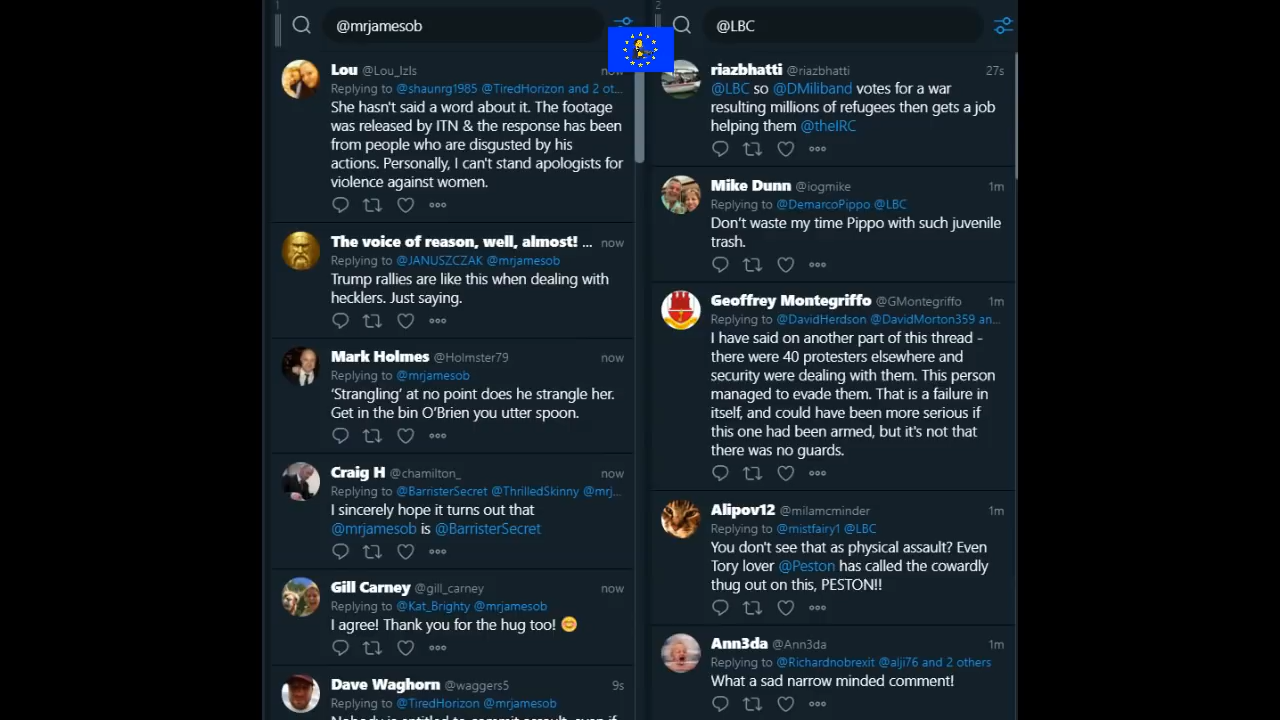 1
@mrjamesob
Lou @Lou_lzls now
Replying to @shaunrg1985 @TiredHorizon and 2 ot...
She hasn't said a word about it. The footage
was released by ITN & the response has been
from people who are disgusted by his
actions. Personally, I can't stand apologists for
violence against women.
The voice of reason, well, almost! ... now
Replying to @JANUSZCZAK @mrjamesob
Trump rallies are like this when dealing with
hecklers. Just saying.
Mark Holmes @Holmster79 now
Replying to @mrjamesob
‘Strangling’ at no point does he strangle her.
Get in the bin O’Brien you utter spoon.
Craig H @chamilton_ now
Replying to @BarristerSecret @ThrilledSkinny @mrj...
I sincerely hope it turns out that
@mrjamesob is @BarristerSecret
Gill Carney @gill_carney now
Replying to @Kat_Brighty @mrjamesob
I agree! Thank you for the hug too! 😊
Dave Waghorn @waggers5 9s
Replying to @TiredHorizon @mrjamesob
Nobody is entitled to commit assault, even if
2
@LBC
riazbhatti @riazbhatti 27s
@LBC so @DMiliband votes for a war
resulting millions of refugees then gets a job
helping them @theIRC
Mike Dunn @iogmike 1m
Replying to @DemarcoPippo @LBC
Don’t waste my time Pippo with such juvenile
trash.
Geoffrey Montegriffo @GMontegriffo 1m
Replying to @DavidHerdson @DavidMorton359 an...
I have said on another part of this thread -
there were 40 protesters elsewhere and
security were dealing with them. This person
managed to evade them. That is a failure in
itself, and could have been more serious if
this one had been armed, but it's not that
there was no guards.
Alipov12 @milamcminder 1m
Replying to @mistfairy1 @LBC
You don't see that as physical assault? Even
Tory lover @Peston has called the cowardly
thug out on this, PESTON!!
Ann3da @Ann3da 1m
Replying to @Richardnobrexit @alji76 and 2 others
What a sad narrow minded comment!